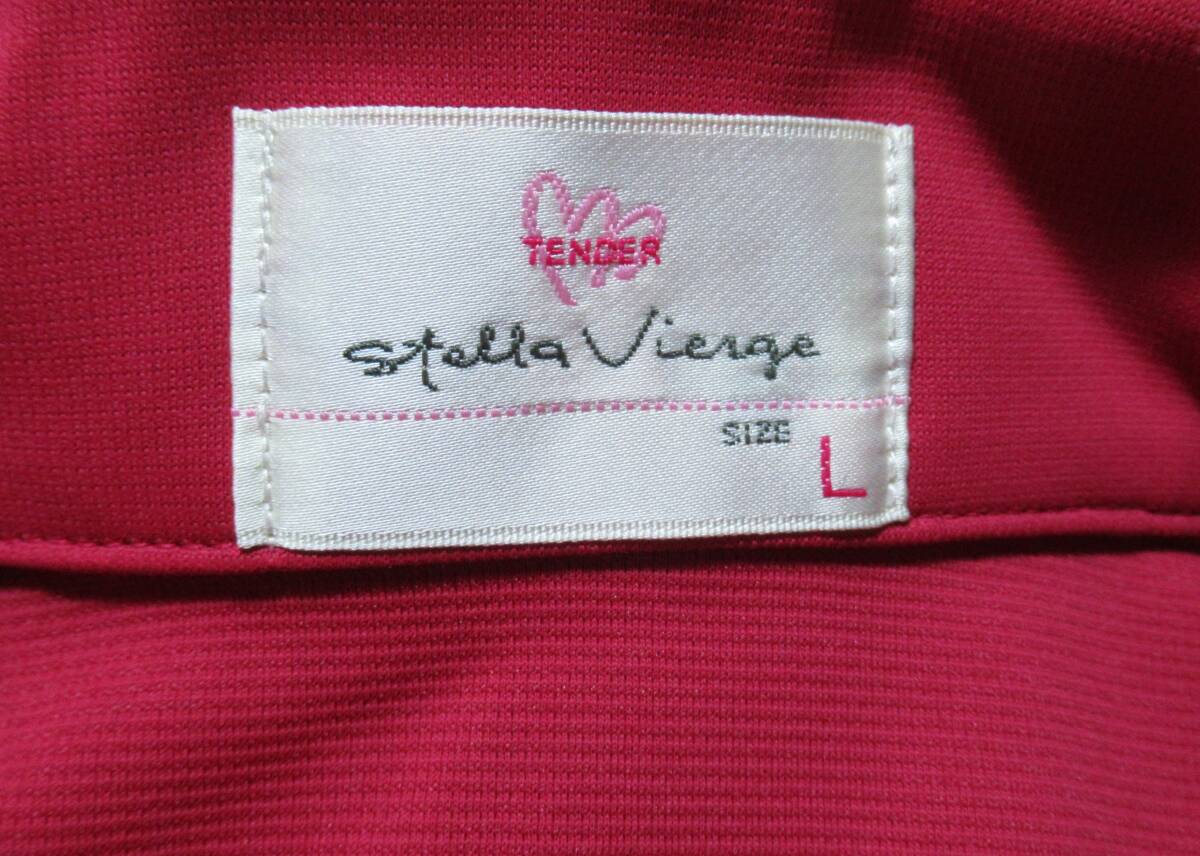 TENDER
Stella Vierge
SIZE
L